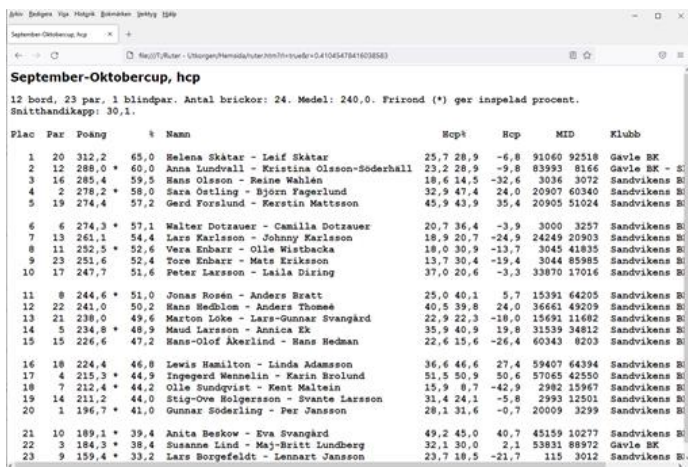 Arkiv Redigera Visa Historik Bokmärken Verktyg Hjälp
September-Oktobercup, hcp
file:///T:/Ruter - Utkorgen/Hemsida/ruter.htm?rl=true&r=0.41045478416038583
September-Oktobercup, hcp
12 bord, 23 par, 1 blindpar. Antal brickor: 24. Medel: 240,0. Frirond (*) ger inspelad procent.
Snitthandikapp: 30,1.
Plac Par Poäng % Namn Hcp% Hcp MID Klubb
1 20 312,2 65,0 Helena Skåtar - Leif Skåtar 25,7 28,9 -6,8 91060 92518 Gävle BK
2 12 288,0 * 60,0 Anna Lundvall - Kristina Olsson-Söderhäll 23,2 28,9 -9,8 83993 8166 Gävle BK -
3 16 285,4 59,5 Hans Olsson - Reine Wahlén 18,6 14,5 -32,6 3036 3072 Sandvikens
4 2 278,2 * 58,0 Sara Östling - Björn Fagerlund 32,9 47,4 24,0 20907 60340 Sandvikens
5 19 274,4 57,2 Gerd Forslund - Kerstin Mattsson 45,9 43,9 35,4 20905 51024 Sandvikens
6 6 274,3 * 57,1 Walter Dotzauer - Camilla Dotzauer 20,7 36,4 -3,9 3000 3257 Sandvikens
7 13 261,1 54,4 Lars Karlsson - Johnny Karlsson 18,9 20,7 -24,9 24249 20903 Sandvikens
8 11 252,5 * 52,6 Vera Enbarr - Olle Wistbacka 18,0 30,9 -13,7 3045 41835 Sandvikens
9 23 251,6 52,4 Tore Enbarr - Mats Eriksson 13,7 30,4 -19,4 3044 85985 Sandvikens
10 17 247,7 51,6 Peter Larsson - Laila Diring 37,0 20,6 -3,3 33870 17016 Sandvikens
11 8 244,6 * 51,0 Jonas Rosén - Anders Bratt 25,0 40,1 5,7 15391 64205 Sandvikens
12 22 241,0 50,2 Hans Hedblom - Anders Thomeé 40,5 39,8 24,0 36661 49209 Sandvikens
13 21 238,0 49,6 Marton Löke - Lars-Gunnar Svangård 22,9 22,3 -18,0 15691 11682 Sandvikens
14 5 234,8 * 48,9 Maud Larsson - Annica Ek 35,9 40,9 19,8 31539 34812 Sandvikens
15 15 226,6 47,2 Hans-Olof Åkerlind - Hans Hedman 22,6 15,6 -26,4 60343 8203 Sandvikens
16 18 224,4 46,8 Lewis Hamilton - Linda Adamsson 36,6 46,6 27,4 59407 64394 Sandvikens
17 4 215,3 * 44,9 Ingegerd Wennelin - Karin Brolund 51,5 50,9 50,6 57065 42550 Sandvikens
18 7 212,4 * 44,2 Olle Sundqvist - Kent Maltein 15,9 8,7 -42,9 2982 15967 Sandvikens
19 14 211,2 44,0 Stig-Ove Holgersson - Svante Larsson 31,4 24,1 -5,8 2993 12501 Sandvikens
20 1 196,7 * 41,0 Gunnar Söderling - Per Jansson 28,1 31,6 -0,7 20009 3299 Sandvikens
21 10 189,1 * 39,4 Anita Beskow - Eva Svangård 49,2 45,0 40,7 45159 10277 Sandvikens
22 3 184,3 * 38,4 Susanne Lind - Maj-Britt Lundberg 32,1 30,0 2,1 53831 88972 Gävle BK
23 9 159,4 * 33,2 Lars Borgefeldt - Lennart Jansson 23,7 18,5 -21,7 115 3012 Sandvikens